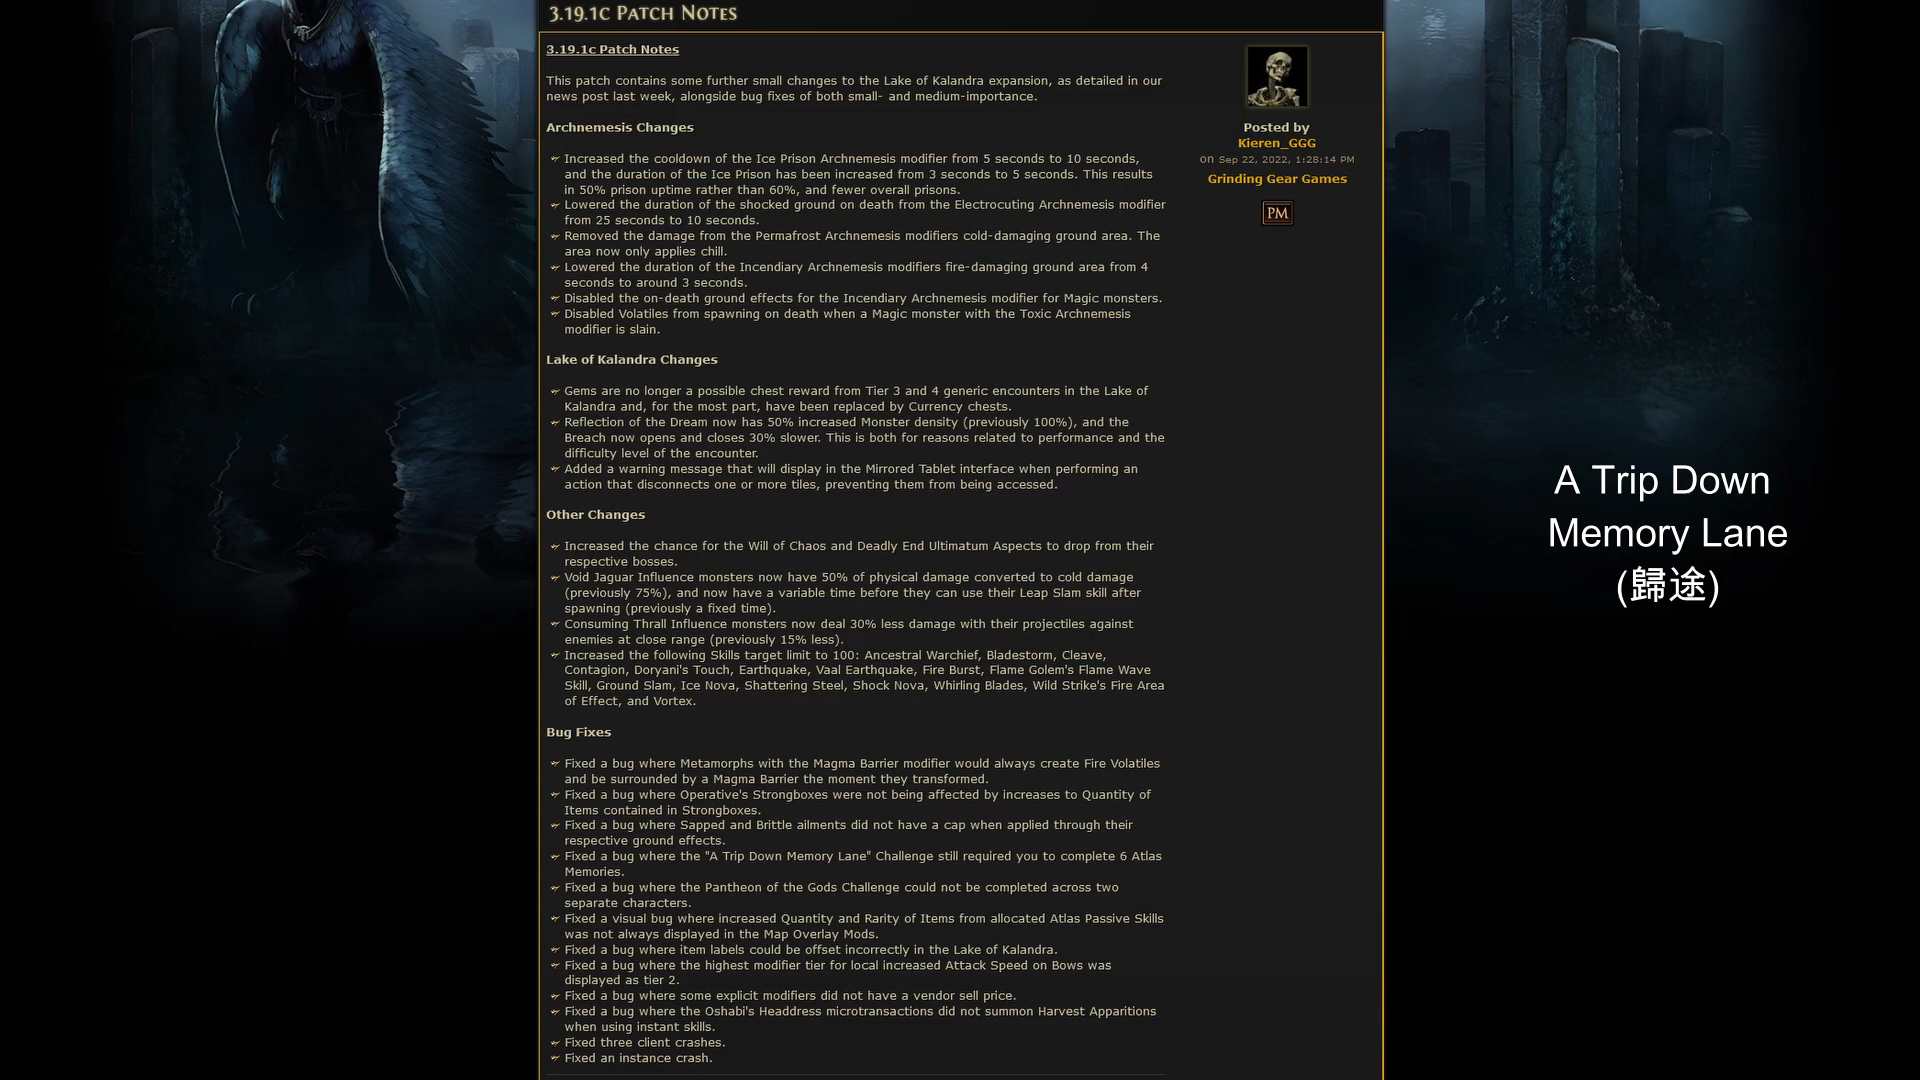 3.19.1c Patch Notes
3.19.1c Patch Notes
This patch contains some further small changes to the Lake of Kalandra expansion, as detailed in our
news post last week, alongside bug fixes of both small- and medium-importance.
Archnemesis Changes
Increased the cooldown of the Ice Prison Archnemesis modifier from 5 seconds to 10 seconds,
and the duration of the Ice Prison has been increased from 3 seconds to 5 seconds. This results
in 50% prison uptime rather than 60%, and fewer overall prisons.
Lowered the duration of the shocked ground on death from the Electrocuting Archnemesis modifier
from 25 seconds to 10 seconds.
Removed the damage from the Permafrost Archnemesis modifiers cold-damaging ground area. The
area now only applies chill.
Lowered the duration of the Incendiary Archnemesis modifiers fire-damaging ground area from 4
seconds to around 3 seconds.
Disabled the on-death ground effects for the Incendiary Archnemesis modifier for Magic monsters.
Disabled Volatiles from spawning on death when a Magic monster with the Toxic Archnemesis
modifier is slain.
Lake of Kalandra Changes
Gems are no longer a possible chest reward from Tier 3 and 4 generic encounters in the Lake of
Kalandra and, for the most part, have been replaced by Currency chests.
Reflection of the Dream now has 50% increased Monster density (previously 100%), and the
Breach now opens and closes 30% slower. This is both for reasons related to performance and the
difficulty level of the encounter.
Added a warning message that will display in the Mirrored Tablet interface when performing an
action that disconnects one or more tiles, preventing them from being accessed.
Other Changes
Increased the chance for the Will of Chaos and Deadly End Ultimatum Aspects to drop from their
respective bosses.
Void Jaguar Influence monsters now have 50% of physical damage converted to cold damage
(previously 75%), and now have a variable time before they can use their Leap Slam skill after
spawning (previously a fixed time).
Consuming Thrall Influence monsters now deal 30% less damage with their projectiles against
enemies at close range (previously 15% less).
Increased the following Skills target limit to 100: Ancestral Warchief, Bladestorm, Cleave,
Contagion, Doryani's Touch, Earthquake, Vaal Earthquake, Fire Burst, Flame Golem's Flame Wave
Skill, Ground Slam, Ice Nova, Shattering Steel, Shock Nova, Whirling Blades, Wild Strike's Fire Area
of Effect, and Vortex.
Bug Fixes
Fixed a bug where Metamorphs with the Magma Barrier modifier would always create Fire Volatiles
and be surrounded by a Magma Barrier the moment they transformed.
Fixed a bug where Operative's Strongboxes were not being affected by increases to Quantity of
Items contained in Strongboxes.
Fixed a bug where Sapped and Brittle ailments did not have a cap when applied through their
respective ground effects.
Fixed a bug where the "A Trip Down Memory Lane" Challenge still required you to complete 6 Atlas
Memories.
Fixed a bug where the Pantheon of the Gods Challenge could not be completed across two
separate characters.
Fixed a visual bug where increased Quantity and Rarity of Items from allocated Atlas Passive Skills
was not always displayed in the Map Overlay Mods.
Fixed a bug where item labels could be offset incorrectly in the Lake of Kalandra.
Fixed a bug where the highest modifier tier for local increased Attack Speed on Bows was
displayed as tier 2.
Fixed a bug where some explicit modifiers did not have a vendor sell price.
Fixed a bug where the Oshabi's Headdress microtransactions did not summon Harvest Apparitions
when using instant skills.
Fixed three client crashes.
Fixed an instance crash.
Posted by
Kieren_GGG
on Sep 22, 2022, 1:28:14 PM
Grinding Gear Games
PM
A Trip Down
Memory Lane
(歸途)